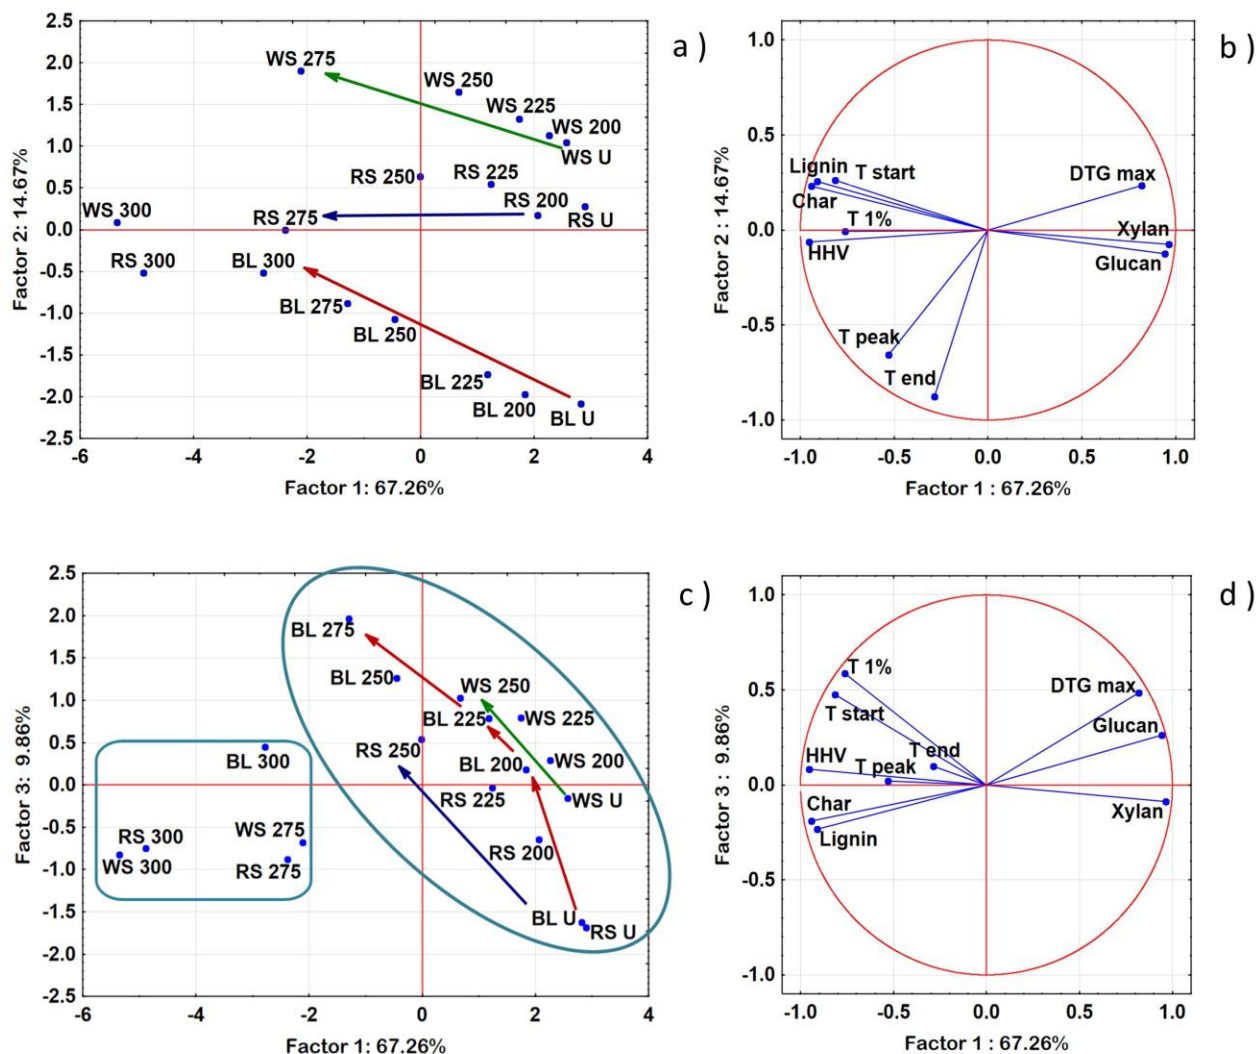 a )
2.5
2.0
1.5
1.0
0.5
0.0
-0.5
-1.0
-1.5
-2.0
-2.5
Factor 2: 14.67%
WS 275
WS 250
WS 225
WS 200
WS U
RS 250
RS 225
RS 200
RS U
WS 300
RS 275
RS 300
BL 300
BL 275
BL 250
BL 225
BL 200
BL U
-6
-4
-2
0
2
4
Factor 1: 67.26%
b )
1.0
0.5
0.0
-0.5
-1.0
Factor 2 : 14.67%
Lignin
T start
Char
T 1%
HHV
DTG max
Xylan
Glucan
T peak
T end
-1.0
-0.5
0.0
0.5
1.0
Factor 1 : 67.26%
c )
2.5
2.0
1.5
1.0
0.5
0.0
-0.5
-1.0
-1.5
-2.0
-2.5
Factor 3: 9.86%
BL 275
BL 250
WS 250
BL 225
WS 225
RS 250
BL 200
WS 200
BL 300
RS 225
WS U
RS 300
WS 275
WS 300
RS 275
RS 200
BL U
RS U
-6
-4
-2
0
2
4
Factor 1: 67.26%
d )
1.0
0.5
0.0
-0.5
-1.0
Factor 3 : 9.86%
T 1%
T start
DTG max
Glucan
HHV
T end
T peak
Char
Xylan
Lignin
-1.0
-0.5
0.0
0.5
1.0
Factor 1 : 67.26%